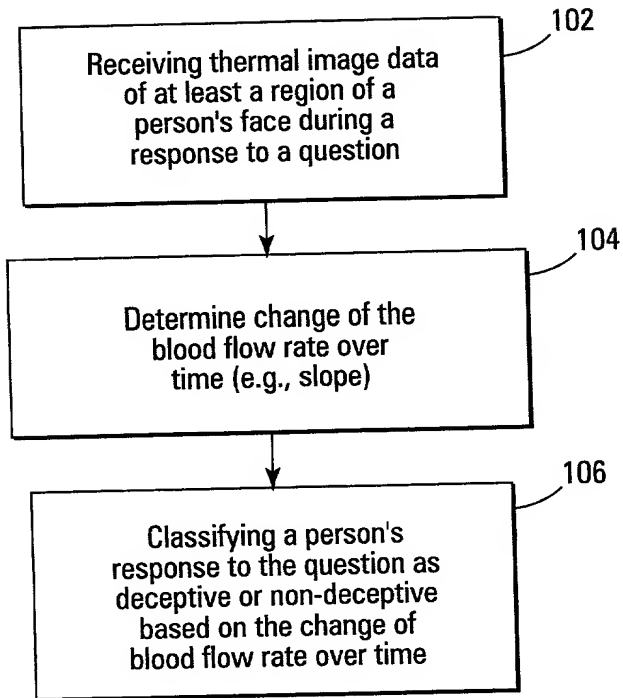 102
Receiving thermal image data
of at least a region of a
person's face during a
response to a question
104
Determine change of the
blood flow rate over
time (e.g., slope)
106
Classifying a person's
response to the question as
deceptive or non-deceptive
based on the change of
blood flow rate over time